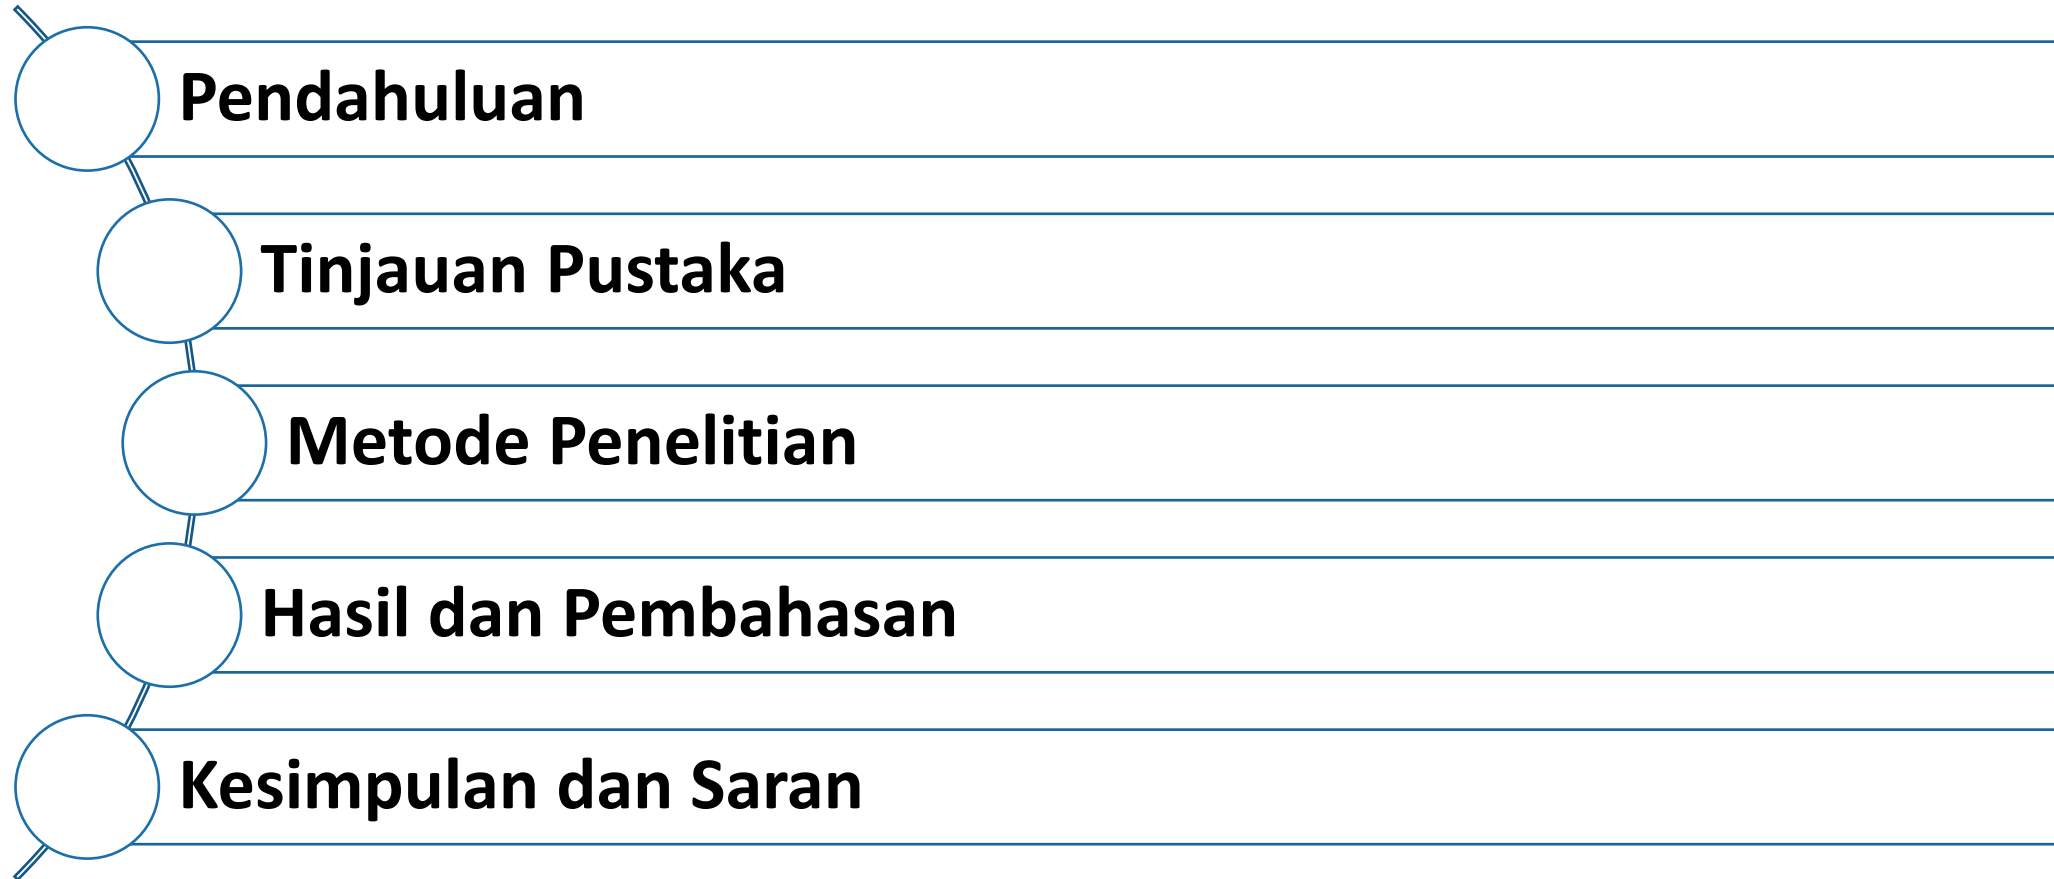 Pendahuluan
Tinjauan Pustaka
Metode Penelitian
Hasil dan Pembahasan
Kesimpulan dan Saran